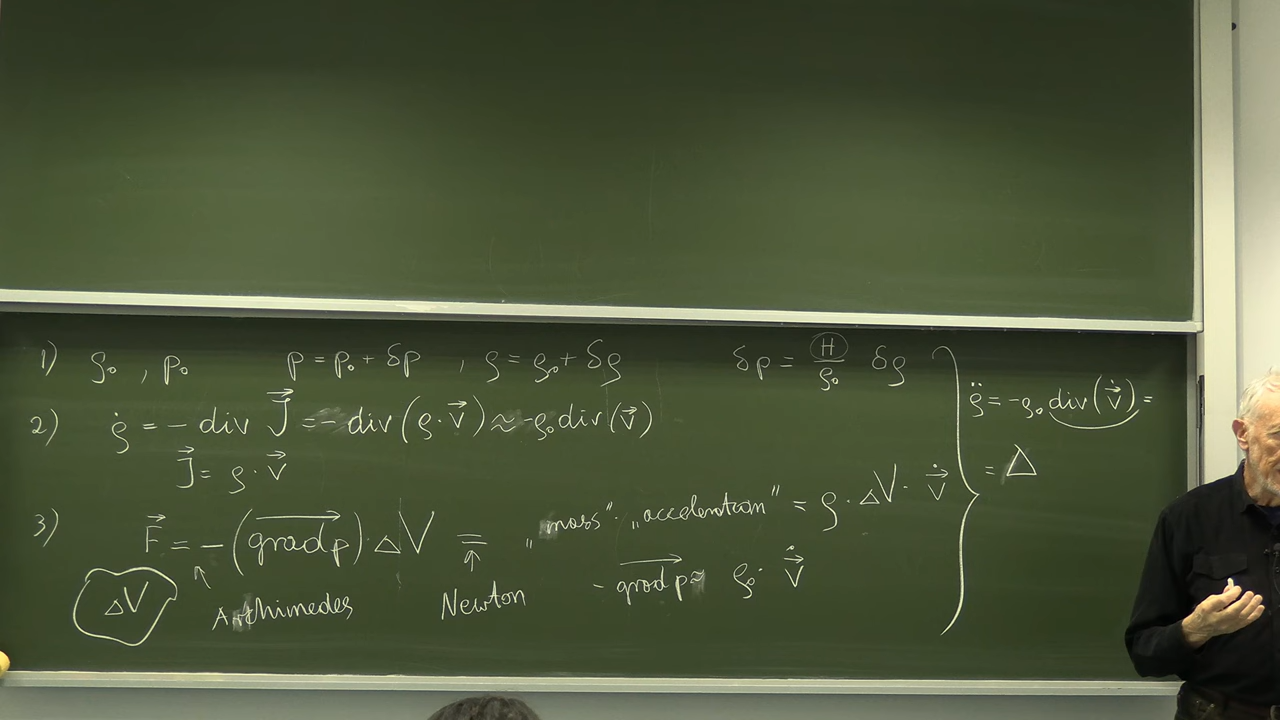 1) ρ₀ , p₀ p = p₀ + δp , ρ = ρ₀ + δρ δp = H/ρ₀ δρ
2) ρ̇ = - div J⃗ = - div(ρ·v⃗) ≈ -ρ₀ div(v⃗)
J⃗ = ρ·v⃗
3) F⃗ = -(grad p)·ΔV = „mass"·„acceleration" = ρ·ΔV·v⃗̇
- grad p ≈ ρ₀·v⃗̇
ΔV Archimedes Newton
ρ̈ = -ρ₀ div(v⃗̇) =
= Δ